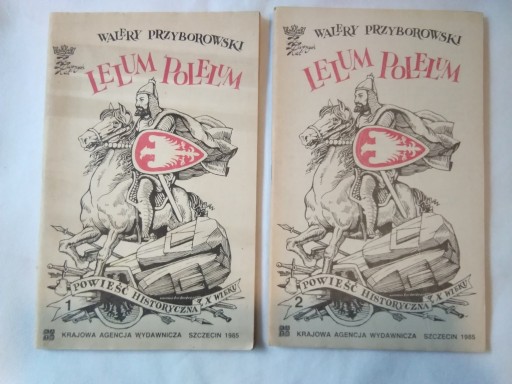 WALERY PRZYBOROWSKI
LELUM POLELUM
1 POWIEŚĆ HISTORYCZNA Z X WIEKU
KRAJOWA AGENCJA WYDAWNICZA SZCZECIN 1985
WALERY PRZYBOROWSKI
LELUM POLELUM
2 POWIEŚĆ HISTORYCZNA Z X WIEKU
KRAJOWA AGENCJA WYDAWNICZA SZCZECIN 1985